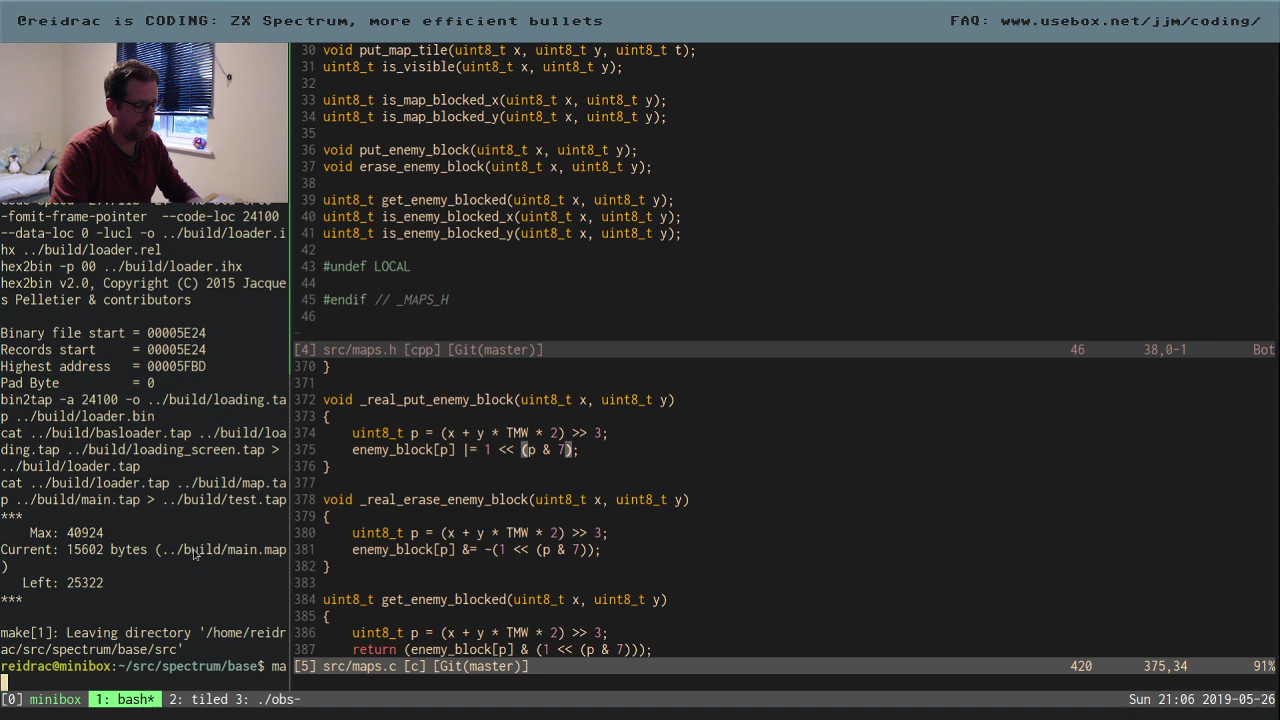 @reidrac is CODING: ZX Spectrum, more efficient bullets
FAQ: www.usebox.net/jjm/coding/
-fomit-frame-pointer  --code-loc 24100
--data-loc 0 -lucl -o ../build/loader.i
hx ../build/loader.rel
hex2bin -p 00 ../build/loader.ihx
hex2bin v2.0, Copyright (C) 2015 Jacque
s Pelletier & contributors
Binary file start = 00005E24
Records start     = 00005E24
Highest address   = 00005FBD
Pad Byte          = 0
bin2tap -a 24100 -o ../build/loading.ta
p ../build/loader.bin
cat ../build/basloader.tap ../build/loa
ding.tap ../build/loading_screen.tap >
../build/loader.tap
cat ../build/loader.tap ../build/map.ta
p ../build/main.tap > ../build/test.tap
***
    Max: 40924
Current: 15602 bytes (../build/main.map
)
   Left: 25322
***
make[1]: Leaving directory '/home/reidr
ac/src/spectrum/base/src'
reidrac@minibox:~/src/spectrum/base$ ma
30 void put_map_tile(uint8_t x, uint8_t y, uint8_t t);
31 uint8_t is_visible(uint8_t x, uint8_t y);
32
33 uint8_t is_map_blocked_x(uint8_t x, uint8_t y);
34 uint8_t is_map_blocked_y(uint8_t x, uint8_t y);
35
36 void put_enemy_block(uint8_t x, uint8_t y);
37 void erase_enemy_block(uint8_t x, uint8_t y);
38
39 uint8_t get_enemy_blocked(uint8_t x, uint8_t y);
40 uint8_t is_enemy_blocked_x(uint8_t x, uint8_t y);
41 uint8_t is_enemy_blocked_y(uint8_t x, uint8_t y);
42
43 #undef LOCAL
44
45 #endif // _MAPS_H
46
[4] src/maps.h [cpp] [Git(master)] 46 38,0-1 Bot
370 }
371
372 void _real_put_enemy_block(uint8_t x, uint8_t y)
373 {
374     uint8_t p = (x + y * TMW * 2) >> 3;
375     enemy_block[p] |= 1 << (p & 7);
376 }
377
378 void _real_erase_enemy_block(uint8_t x, uint8_t y)
379 {
380     uint8_t p = (x + y * TMW * 2) >> 3;
381     enemy_block[p] &= ~(1 << (p & 7));
382 }
383
384 uint8_t get_enemy_blocked(uint8_t x, uint8_t y)
385 {
386     uint8_t p = (x + y * TMW * 2) >> 3;
387     return (enemy_block[p] & (1 << (p & 7)));
[5] src/maps.c [c] [Git(master)] 420 375,34 91%
[0] minibox 1: bash* 2: tiled 3: ./obs- Sun 21:06 2019-05-26